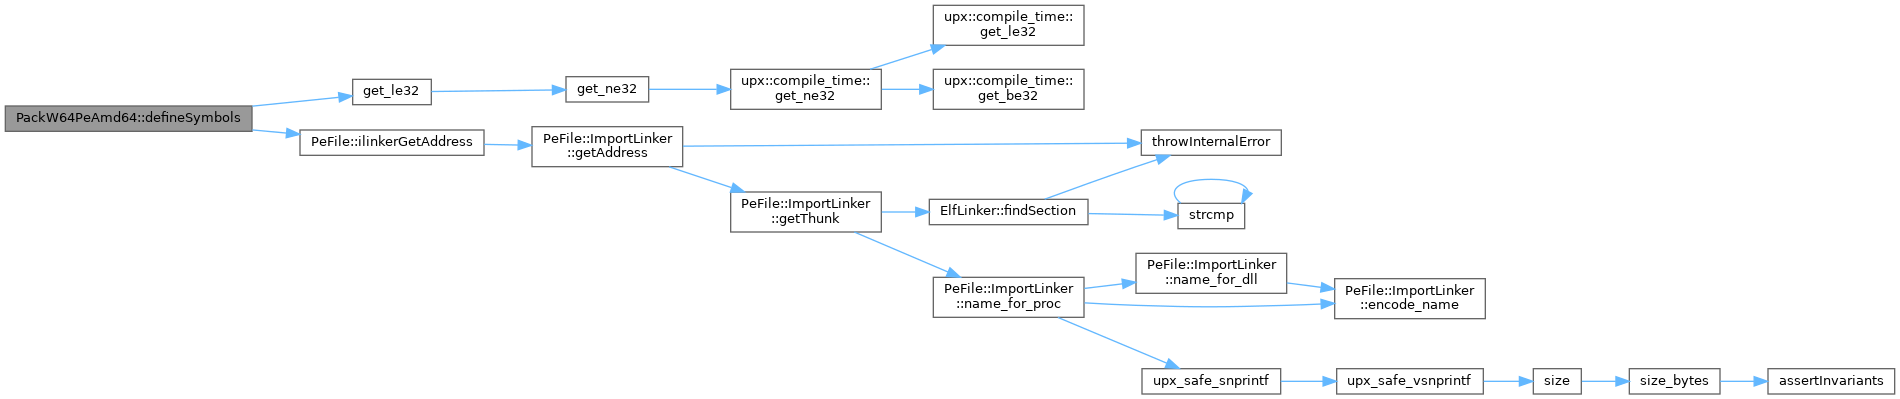 PackW64PeAmd64::defineSymbols
get_le32
get_ne32
upx::compile_time::
get_ne32
upx::compile_time::
get_le32
upx::compile_time::
get_be32
PeFile::ilinkerGetAddress
PeFile::ImportLinker
::getAddress
throwInternalError
PeFile::ImportLinker
::getThunk
ElfLinker::findSection
strcmp
PeFile::ImportLinker
::name_for_proc
PeFile::ImportLinker
::name_for_dll
PeFile::ImportLinker
::encode_name
upx_safe_snprintf
upx_safe_vsnprintf
size
size_bytes
assertInvariants